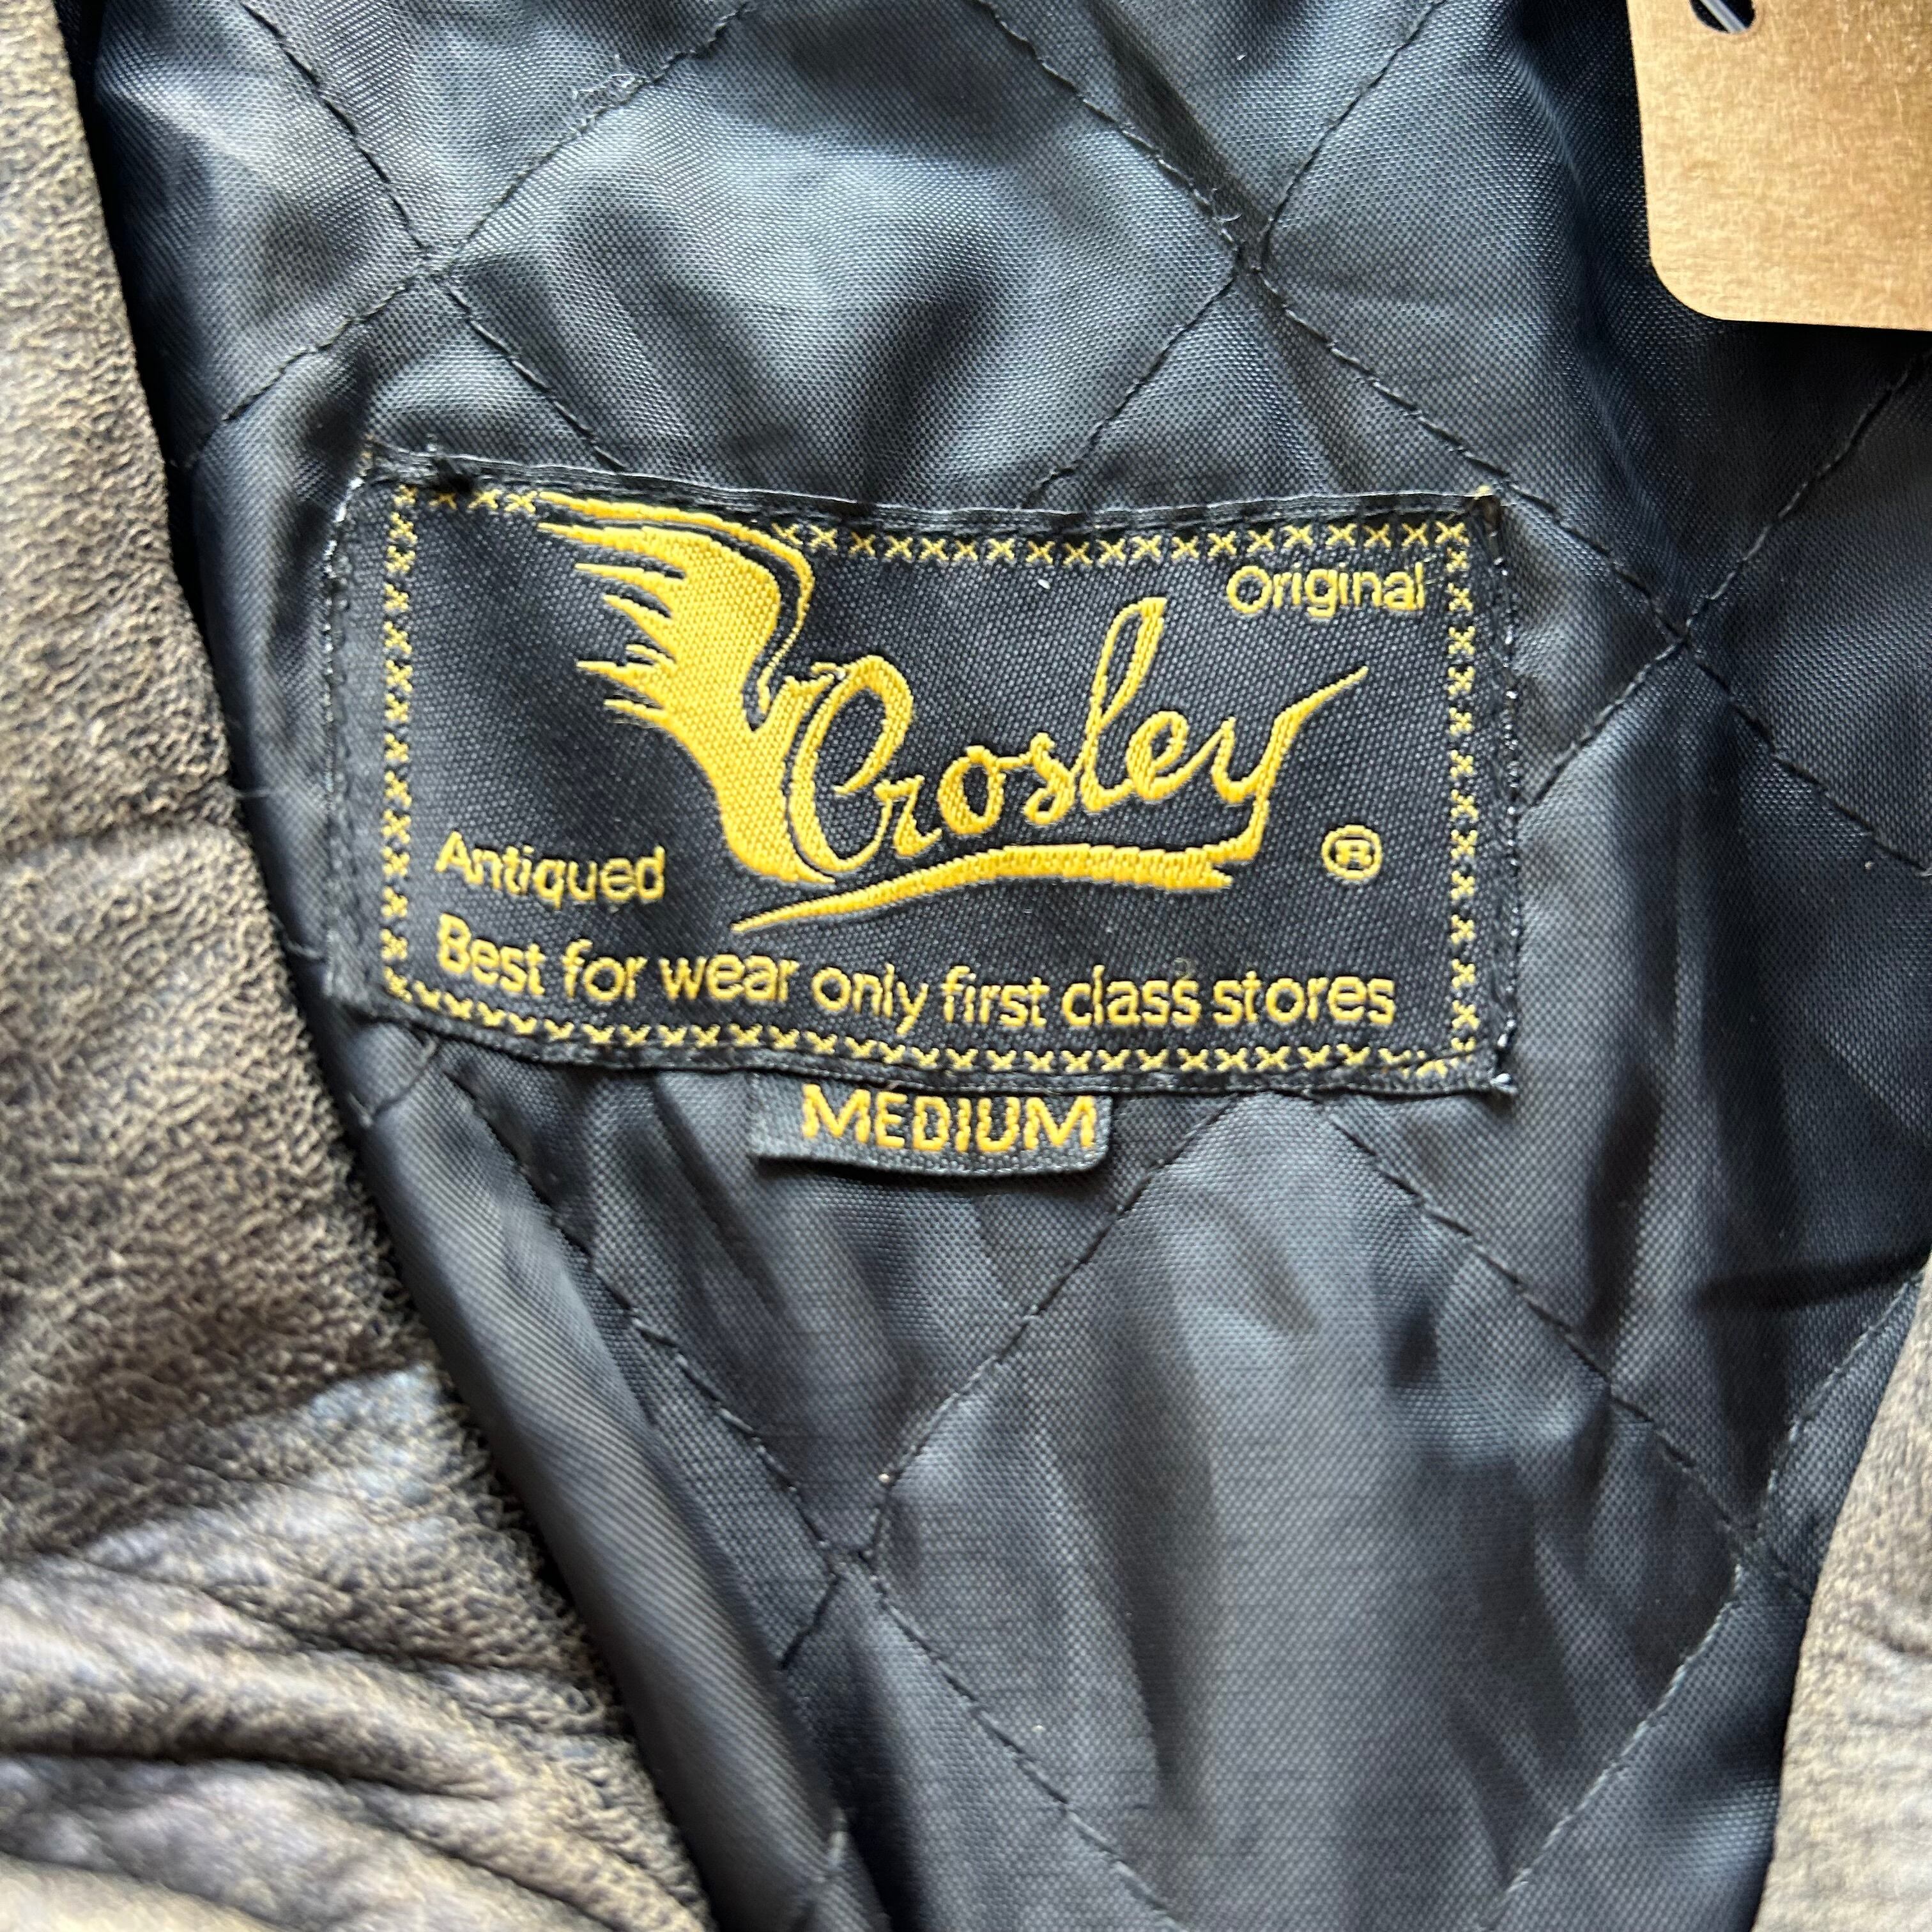 Original
Crosley
®
Antiqued
Best for wear only first class stores
MEDIUM